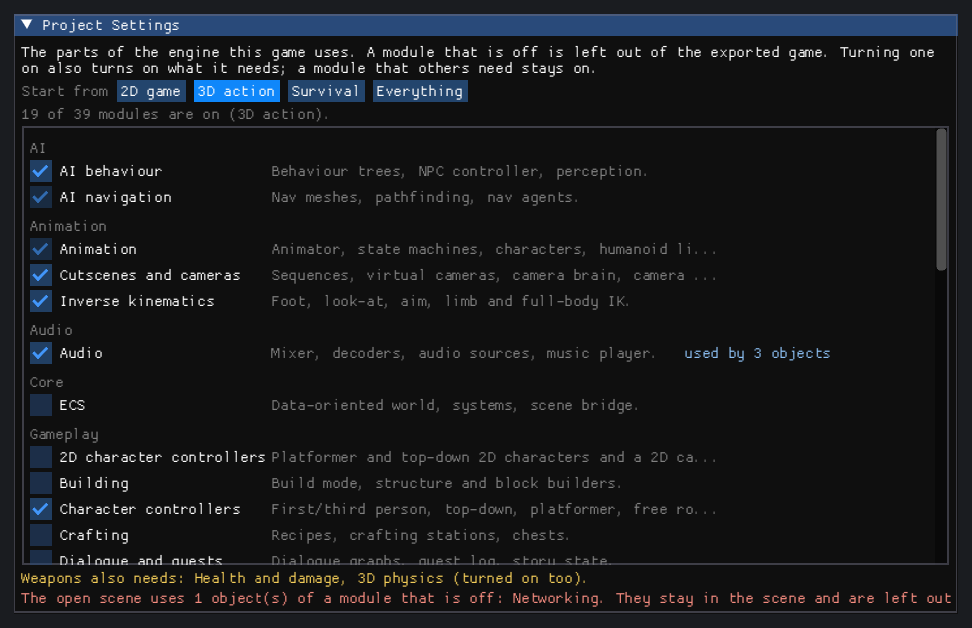 Project Settings
The parts of the engine this game uses. A module that is off is left out of the exported game. Turning one
on also turns on what it needs; a module that others need stays on.
Start from 2D game 3D action Survival Everything
19 of 39 modules are on (3D action).
AI
AI behaviour Behaviour trees, NPC controller, perception.
AI navigation Nav meshes, pathfinding, nav agents.
Animation
Animation Animator, state machines, characters, humanoid li...
Cutscenes and cameras Sequences, virtual cameras, camera brain, camera ...
Inverse kinematics Foot, look-at, aim, limb and full-body IK.
Audio
Audio Mixer, decoders, audio sources, music player. used by 3 objects
Core
ECS Data-oriented world, systems, scene bridge.
Gameplay
2D character controllers Platformer and top-down 2D characters and a 2D ca...
Building Build mode, structure and block builders.
Character controllers First/third person, top-down, platformer, free ro...
Crafting Recipes, crafting stations, chests.
Dialogue and quests Dialogue graphs, quest log, story state.
Weapons also needs: Health and damage, 3D physics (turned on too).
The open scene uses 1 object(s) of a module that is off: Networking. They stay in the scene and are left out